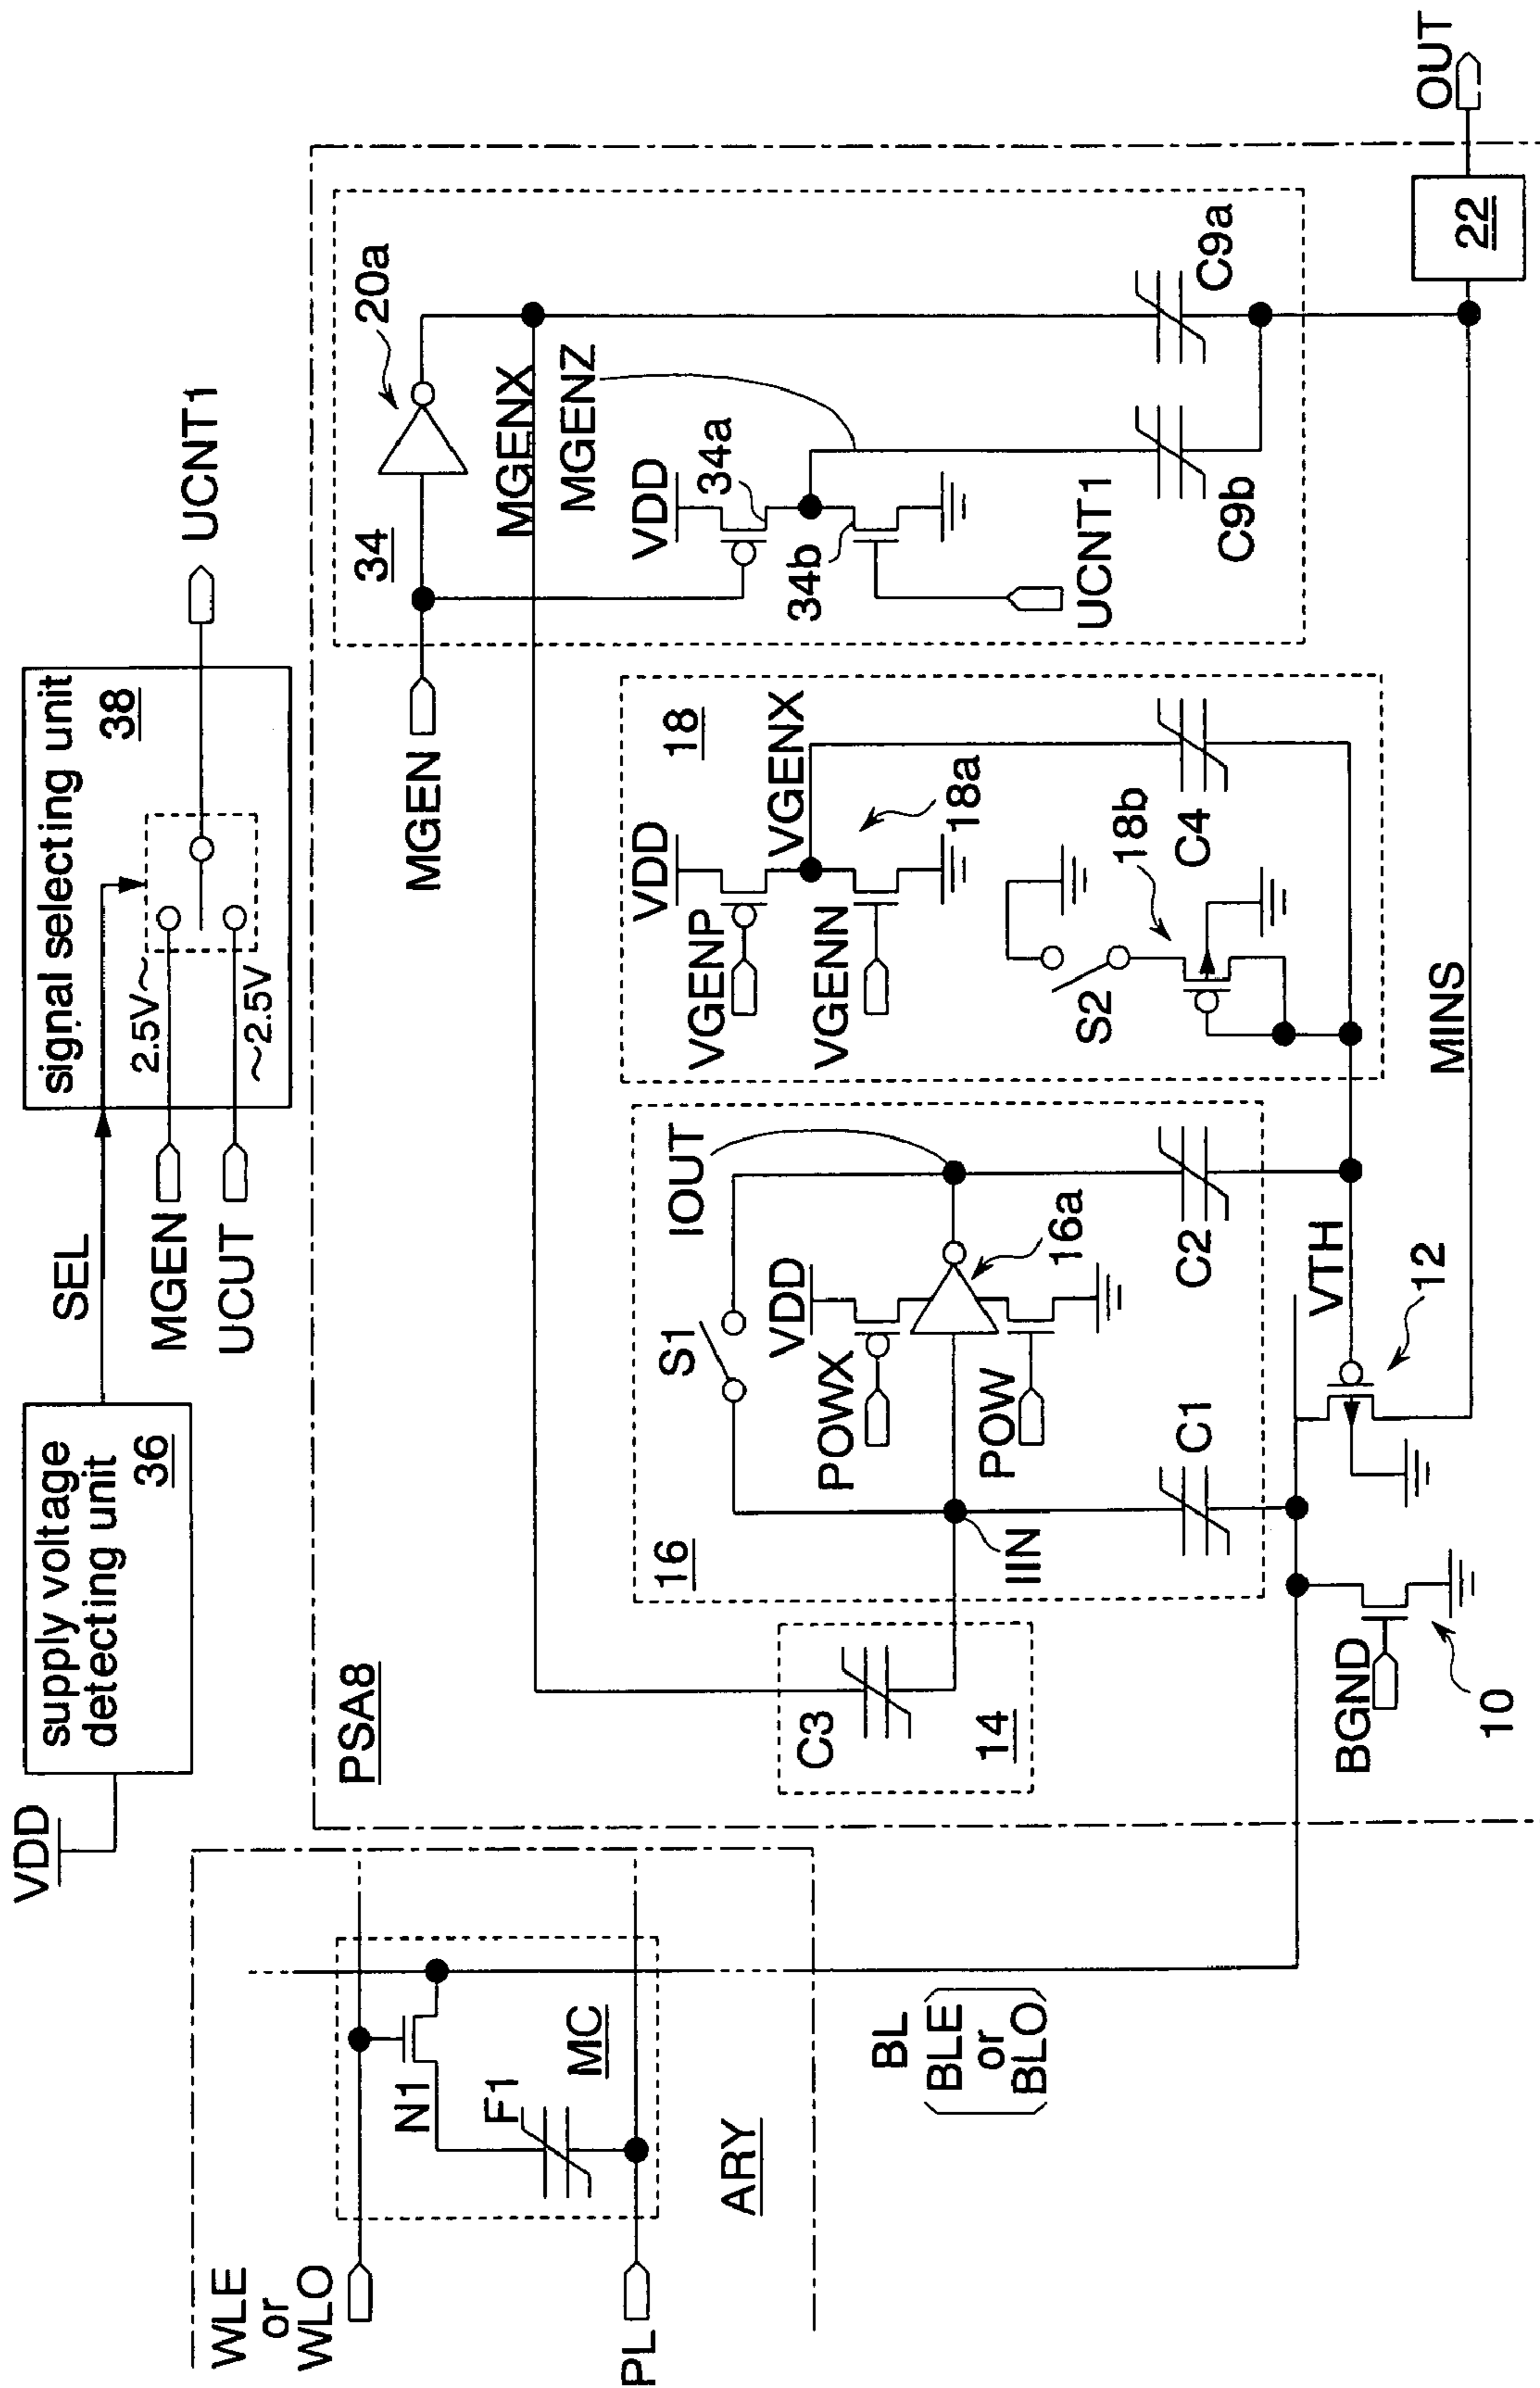 VDD
supply voltage
detecting unit
36
SEL
MGEN
UCUT
signal selecting unit
38
2.5V~
~2.5V
UCNT1
WLE
or
WLO
PL
N1
F1
MC
ARY
BL
BLE
or
BLO
PSA8
C3
14
16
S1
IOUT
VDD
POWX
POW
16a
IIN
C1
C2
BGND
10
VTH
12
MINS
18
VDD
VGENP
VGENN
VGENX
18a
S2
18b
C4
MGEN
34
20a
MGENX
MGENZ
VDD
34a
34b
UCNT1
C9b
C9a
22
OUT